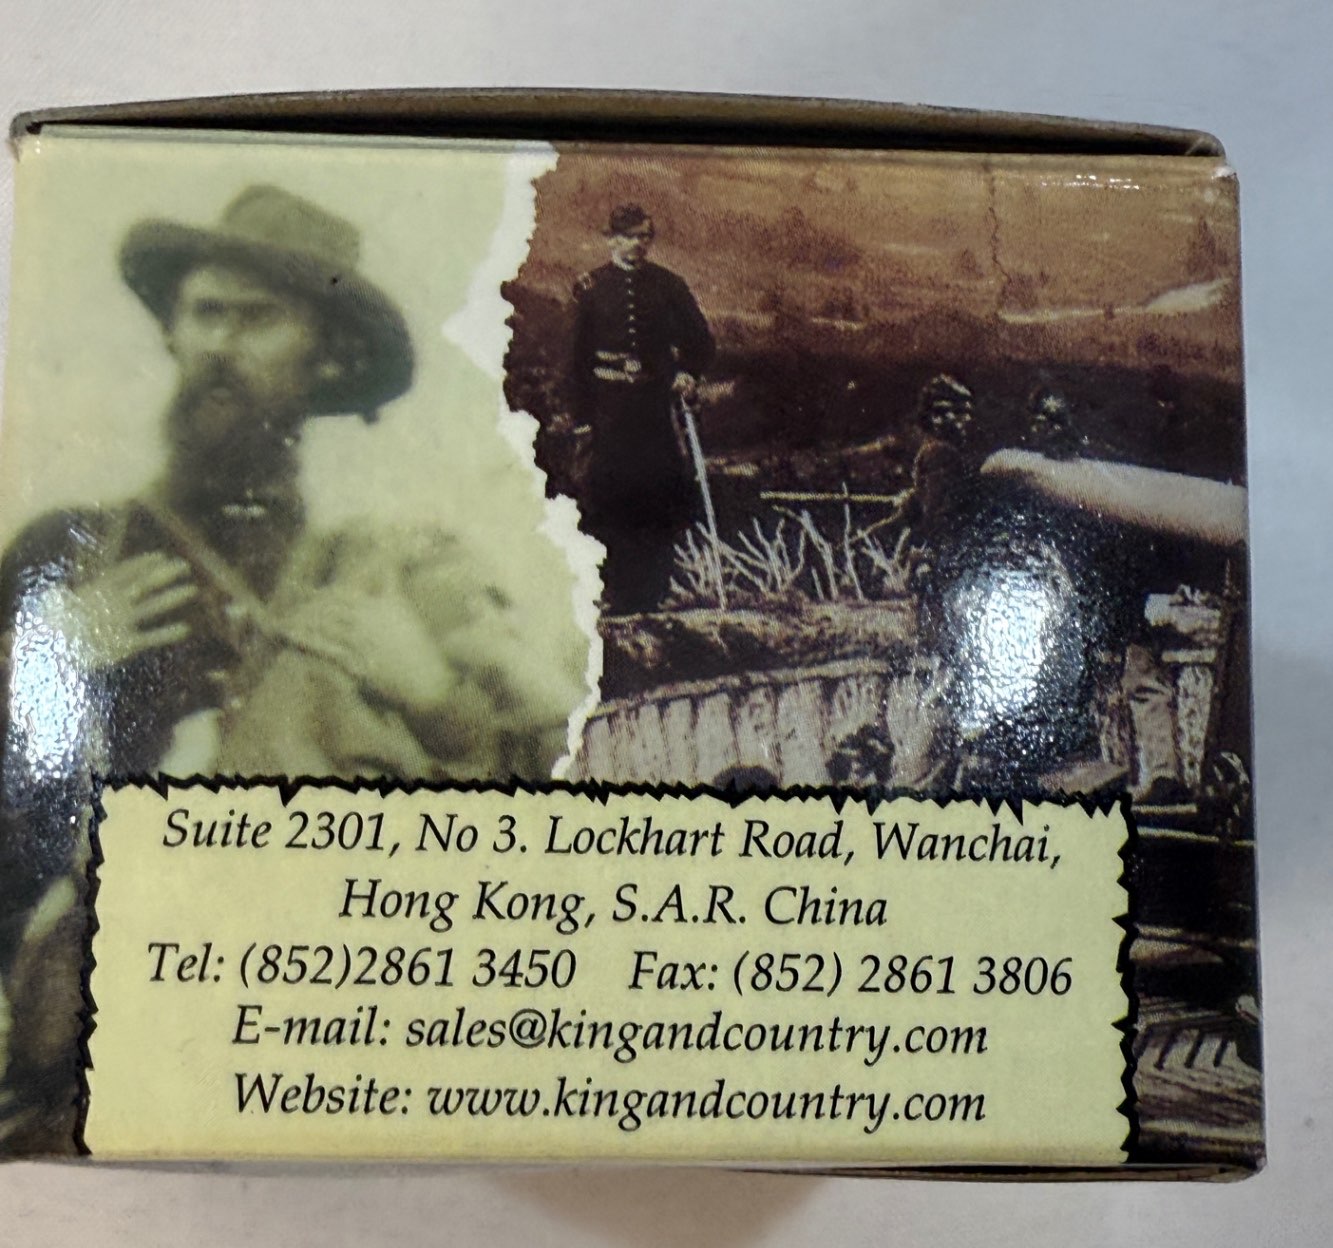 Suite 2301, No 3. Lockhart Road, Wanchai,
Hong Kong, S.A.R. China
Tel: (852)2861 3450 Fax: (852) 2861 3806
E-mail: sales@kingandcountry.com
Website: www.kingandcountry.com